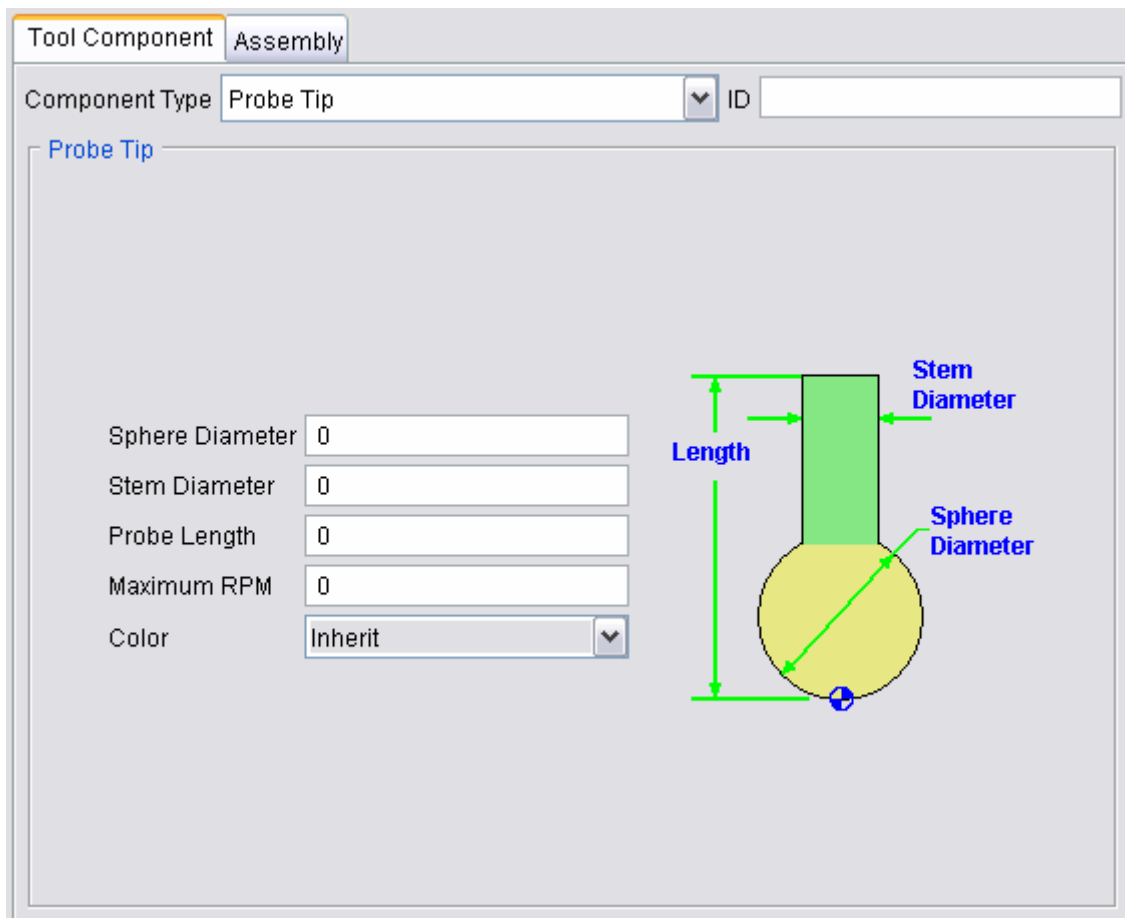 Tool Component Assembly
Component Type Probe Tip ID
Probe Tip
Sphere Diameter 0
Stem Diameter 0
Probe Length 0
Maximum RPM 0
Color Inherit
Stem
Diameter
Length
Sphere
Diameter